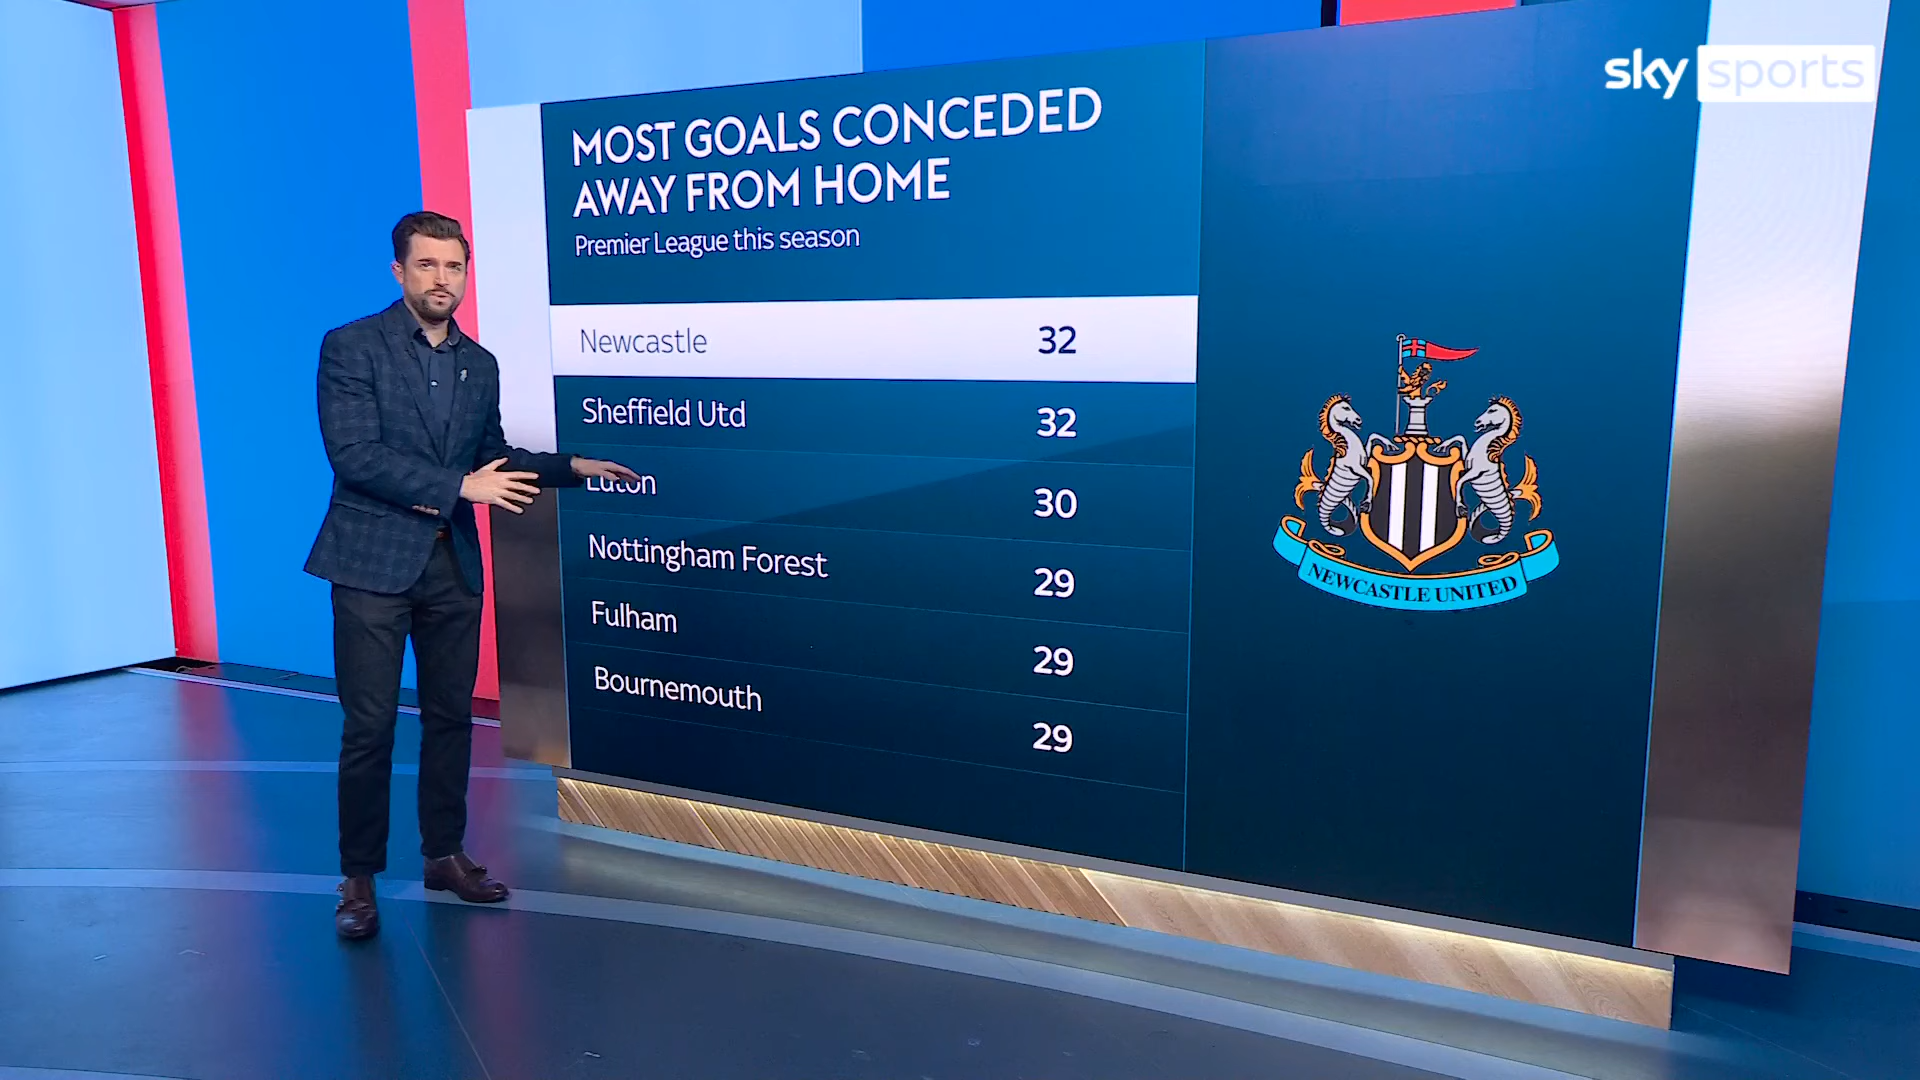 sky sports
MOST GOALS CONCEDED
AWAY FROM HOME
Premier League this season
Newcastle 32
Sheffield Utd 32
Luton 30
Nottingham Forest 29
Fulham 29
Bournemouth 29
NEWCASTLE UNITED